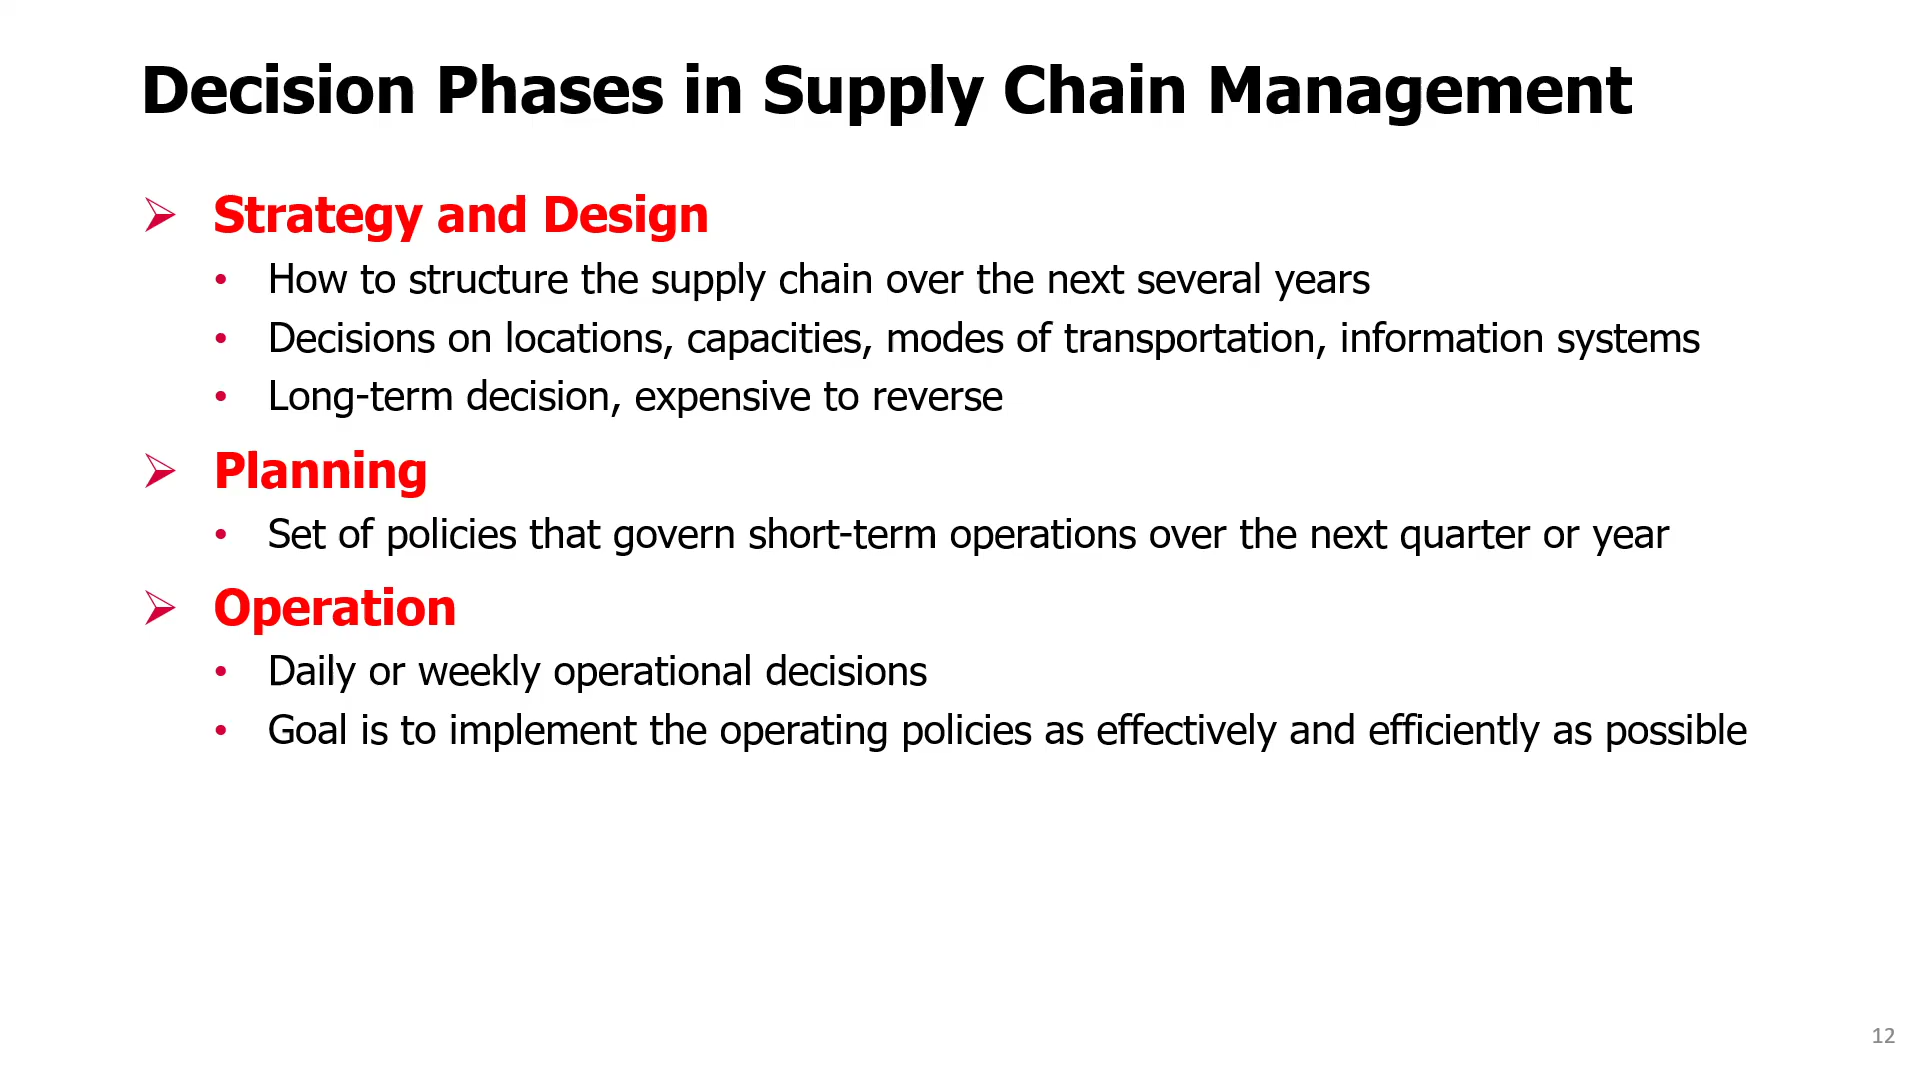 Decision Phases in Supply Chain Management
➢ Strategy and Design
• How to structure the supply chain over the next several years
• Decisions on locations, capacities, modes of transportation, information systems
• Long-term decision, expensive to reverse
➢ Planning
• Set of policies that govern short-term operations over the next quarter or year
➢ Operation
• Daily or weekly operational decisions
• Goal is to implement the operating policies as effectively and efficiently as possible
12